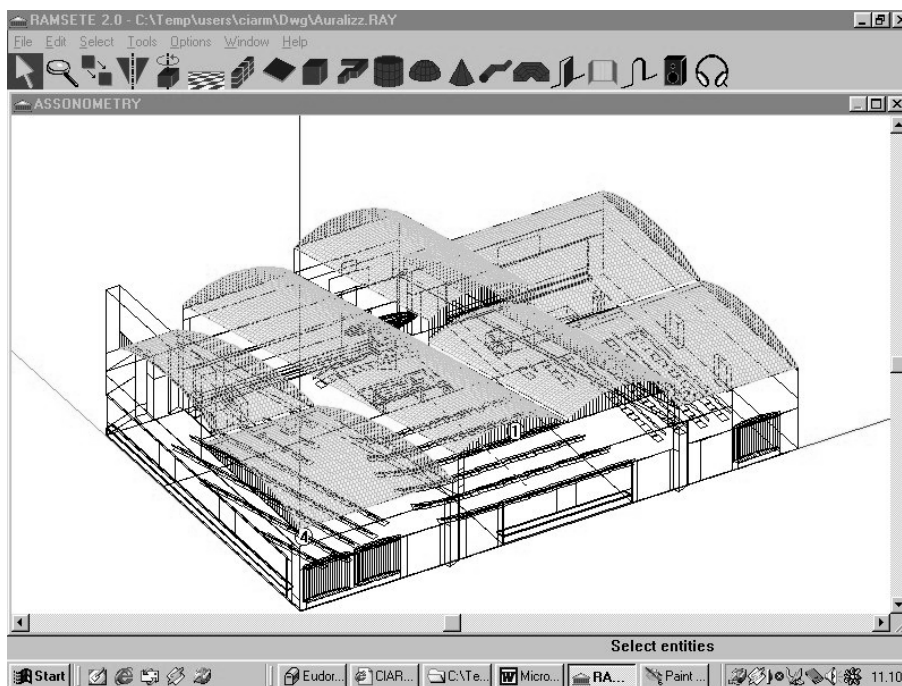 RAMSETE 2.0 - C:\Temp\users\ciarm\Dwg\Auralizz.RAY
File Edit Select Tools Options Window Help
ASSONOMETRY
1
4
Select entities
Start Eudor... CIAR... C:\Te... Micro... RA... Paint ... 11.10